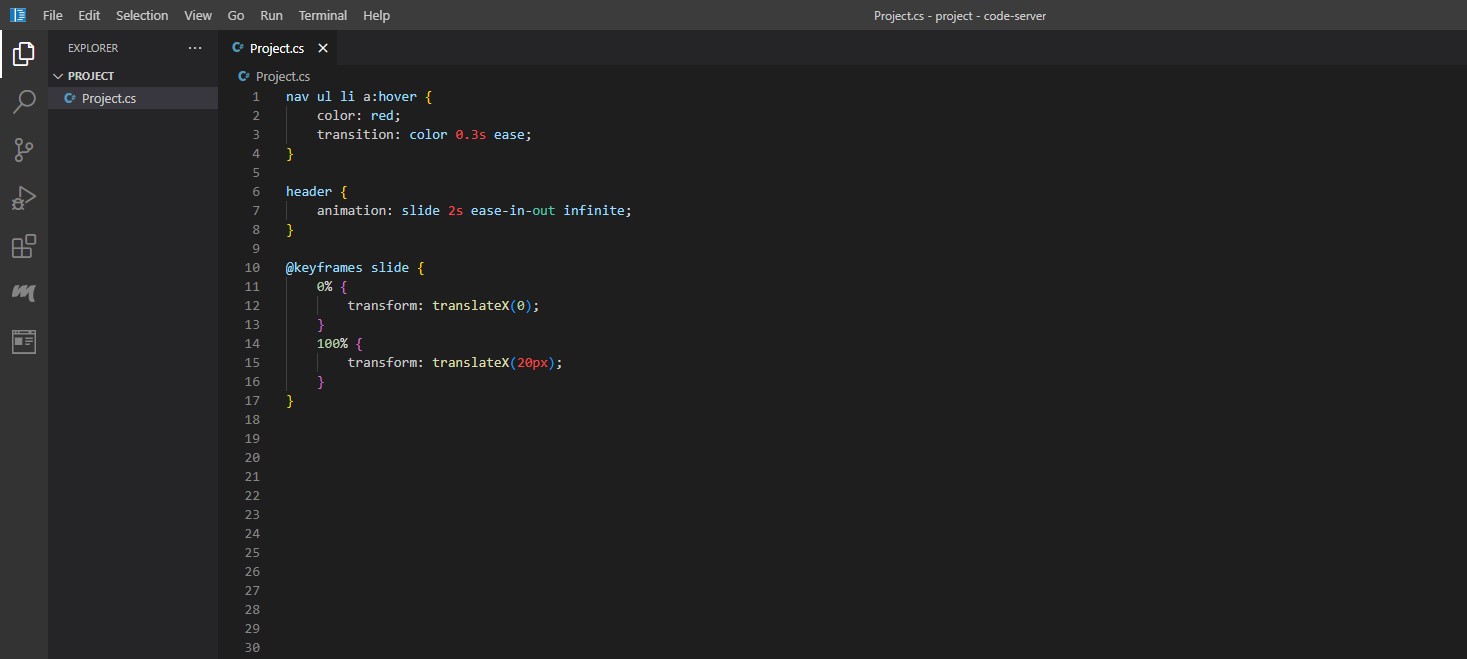 File Edit Selection View Go Run Terminal Help Project.cs - project - code-server
EXPLORER ···
PROJECT
C# Project.cs
C# Project.cs ×
C# Project.cs
1 nav ul li a:hover {
2     color: red;
3     transition: color 0.3s ease;
4 }
5
6 header {
7     animation: slide 2s ease-in-out infinite;
8 }
9
10 @keyframes slide {
11     0% {
12         transform: translateX(0);
13     }
14     100% {
15         transform: translateX(20px);
16     }
17 }
18
19
20
21
22
23
24
25
26
27
28
29
30